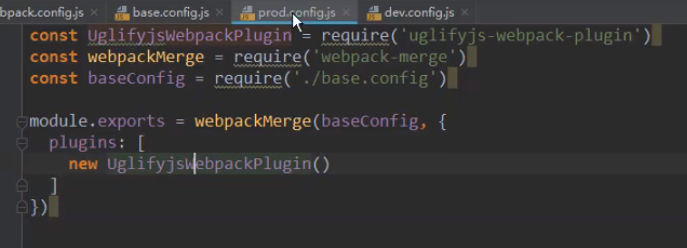 bpack.config.js base.config.js prod.config.js dev.config.js
const UglifyjsWebpackPlugin = require('uglifyjs-webpack-plugin')
const webpackMerge = require('webpack-merge')
const baseConfig = require('./base.config')
module.exports = webpackMerge(baseConfig, {
plugins: [
new UglifyjsWebpackPlugin()
]
})